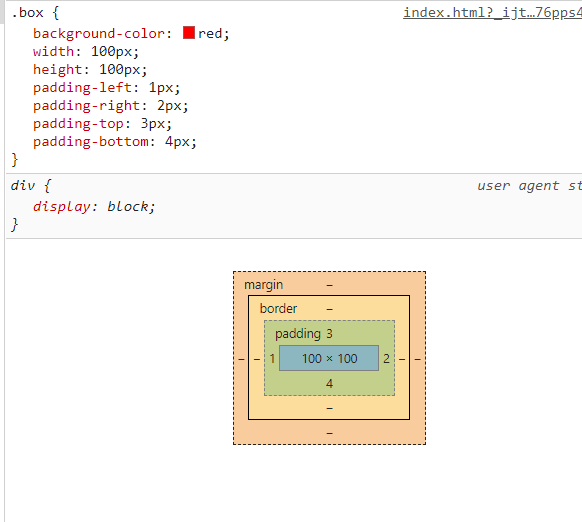 .box { index.html?_ijt…76pps4
background-color: red;
width: 100px;
height: 100px;
padding-left: 1px;
padding-right: 2px;
padding-top: 3px;
padding-bottom: 4px;
}
div { user agent st
display: block;
}
margin –
border –
padding 3
– – 1 100 × 100 2 – –
4
–
–